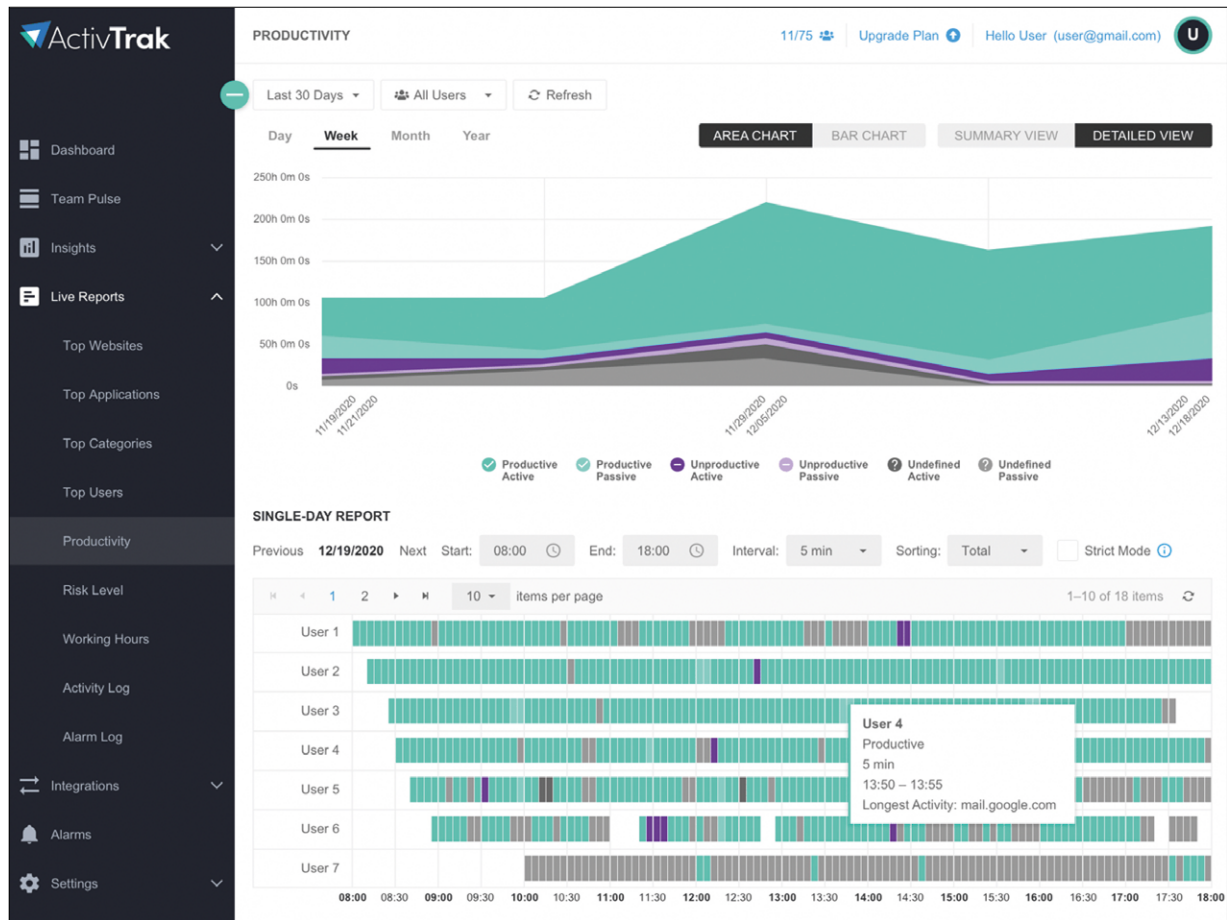 ActivTrak
PRODUCTIVITY
11/75
Upgrade Plan
Hello User (user@gmail.com)
U
Last 30 Days
All Users
Refresh
Day Week Month Year
AREA CHART BAR CHART SUMMARY VIEW DETAILED VIEW
Dashboard
Team Pulse
Insights
Live Reports
Top Websites
Top Applications
Top Categories
Top Users
Productivity
Risk Level
Working Hours
Activity Log
Alarm Log
Integrations
Alarms
Settings
250h 0m 0s
200h 0m 0s
150h 0m 0s
100h 0m 0s
50h 0m 0s
0s
11/19/2020
11/21/2020
11/29/2020
12/05/2020
12/13/2020
12/18/2020
Productive Active
Productive Passive
Unproductive Active
Unproductive Passive
Undefined Active
Undefined Passive
SINGLE-DAY REPORT
Previous 12/19/2020 Next Start: 08:00 End: 18:00 Interval: 5 min Sorting: Total Strict Mode
1 2 10 items per page 1–10 of 18 items
User 1
User 2
User 3
User 4
User 5
User 6
User 7
User 4
Productive
5 min
13:50 – 13:55
Longest Activity: mail.google.com
08:00 08:30 09:00 09:30 10:00 10:30 11:00 11:30 12:00 12:30 13:00 13:30 14:00 14:30 15:00 15:30 16:00 16:30 17:00 17:30 18:00